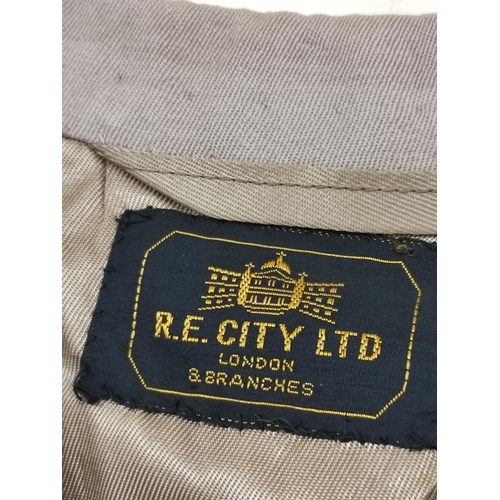 R.E. CITY LTD
LONDON
& BRANCHES